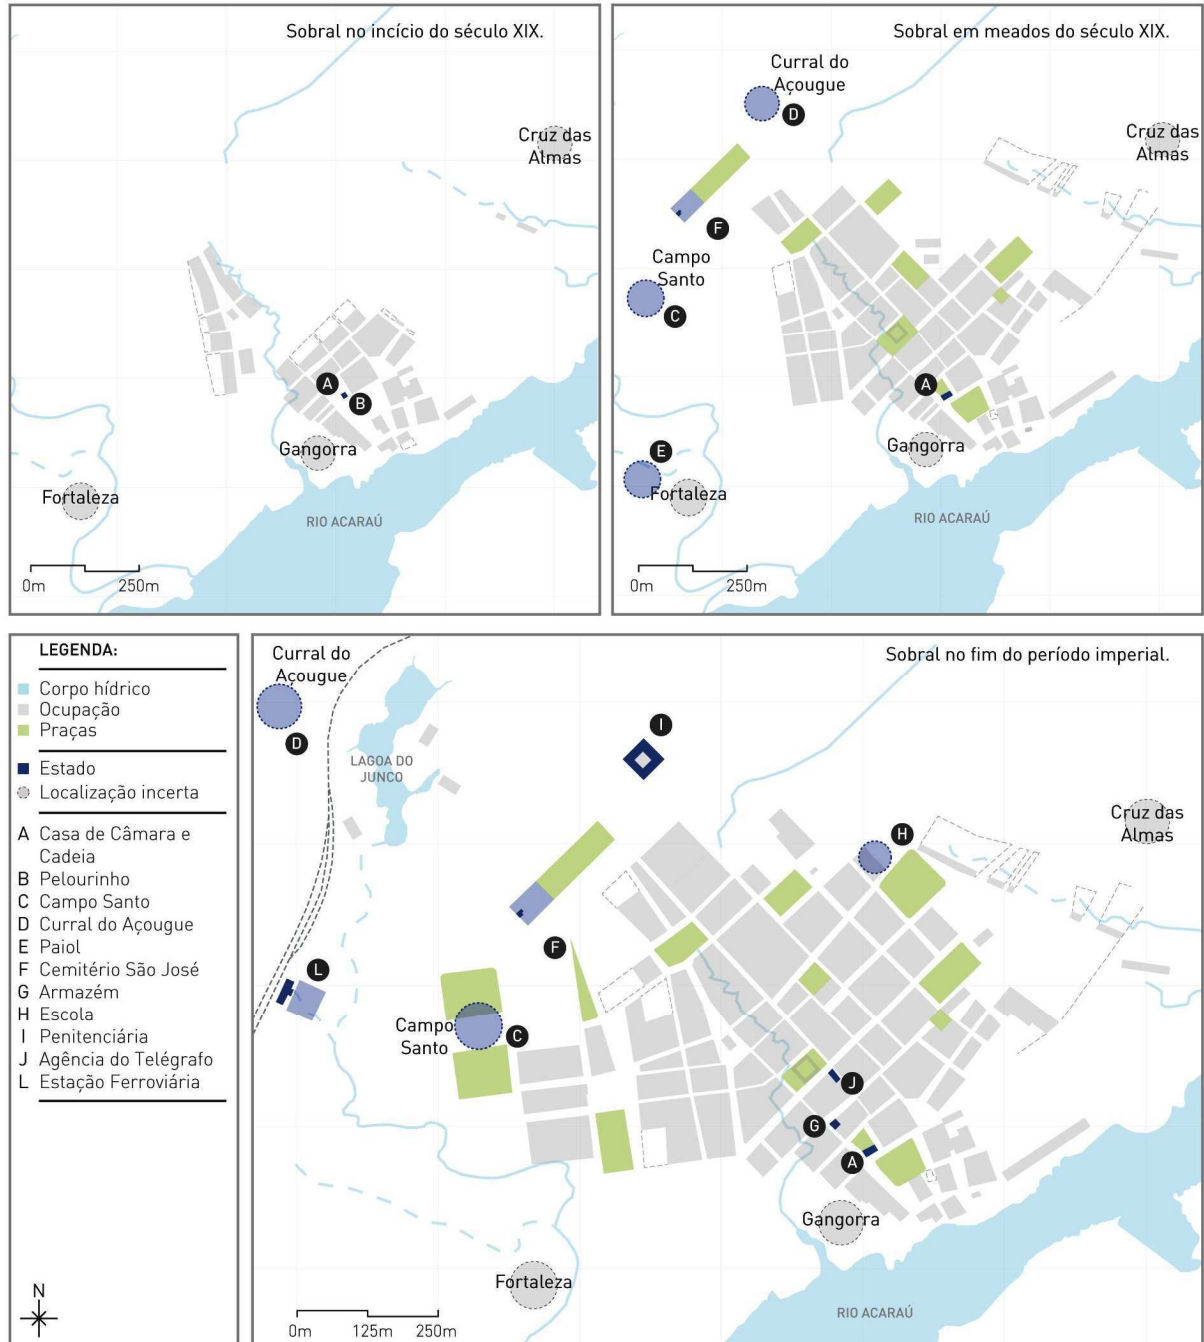 Sobral no incício do século XIX.
Cruz das
Almas
A
B
Gangorra
Fortaleza
RIO ACARAÚ
0m
250m
Sobral em meados do século XIX.
Curral do
Açougue
D
Cruz das
Almas
F
Campo
Santo
C
A
Gangorra
E
Fortaleza
RIO ACARAÚ
0m
250m
LEGENDA:
Corpo hídrico
Ocupação
Praças
Estado
Localização incerta
A Casa de Câmara e
Cadeia
B Pelourinho
C Campo Santo
D Curral do Açougue
E Paiol
F Cemitério São José
G Armazém
H Escola
I Penitenciária
J Agência do Telégrafo
L Estação Ferroviária
N
Sobral no fim do período imperial.
Curral do
Açougue
D
I
LAGOA DO
JUNCO
Cruz das
Almas
H
F
L
Campo
Santo
C
J
G
A
Gangorra
Fortaleza
RIO ACARAÚ
0m
125m
250m